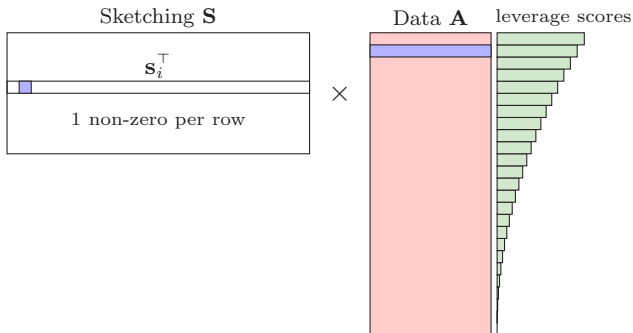 Sketching S
Data A
leverage scores
s_i^⊤
×
1 non-zero per row